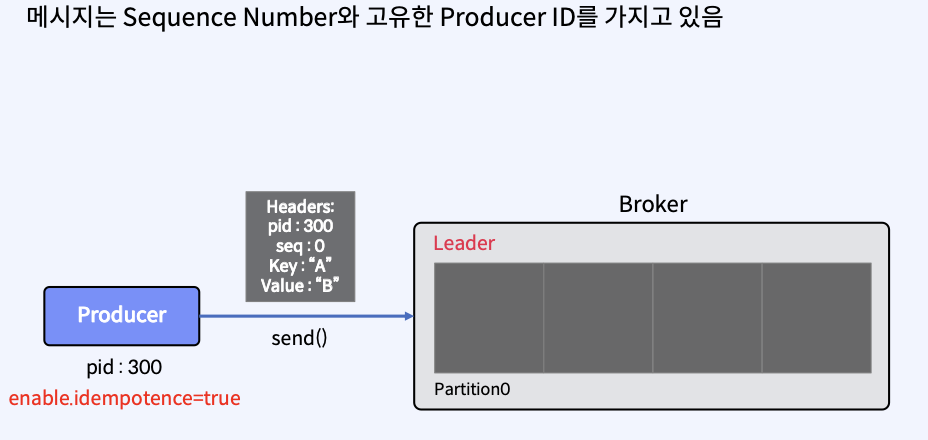 메시지는 Sequence Number와 고유한 Producer ID를 가지고 있음
Headers:
pid : 300
seq : 0
Key : “A”
Value : “B”
Broker
Leader
Producer
send()
pid : 300
enable.idempotence=true
Partition0